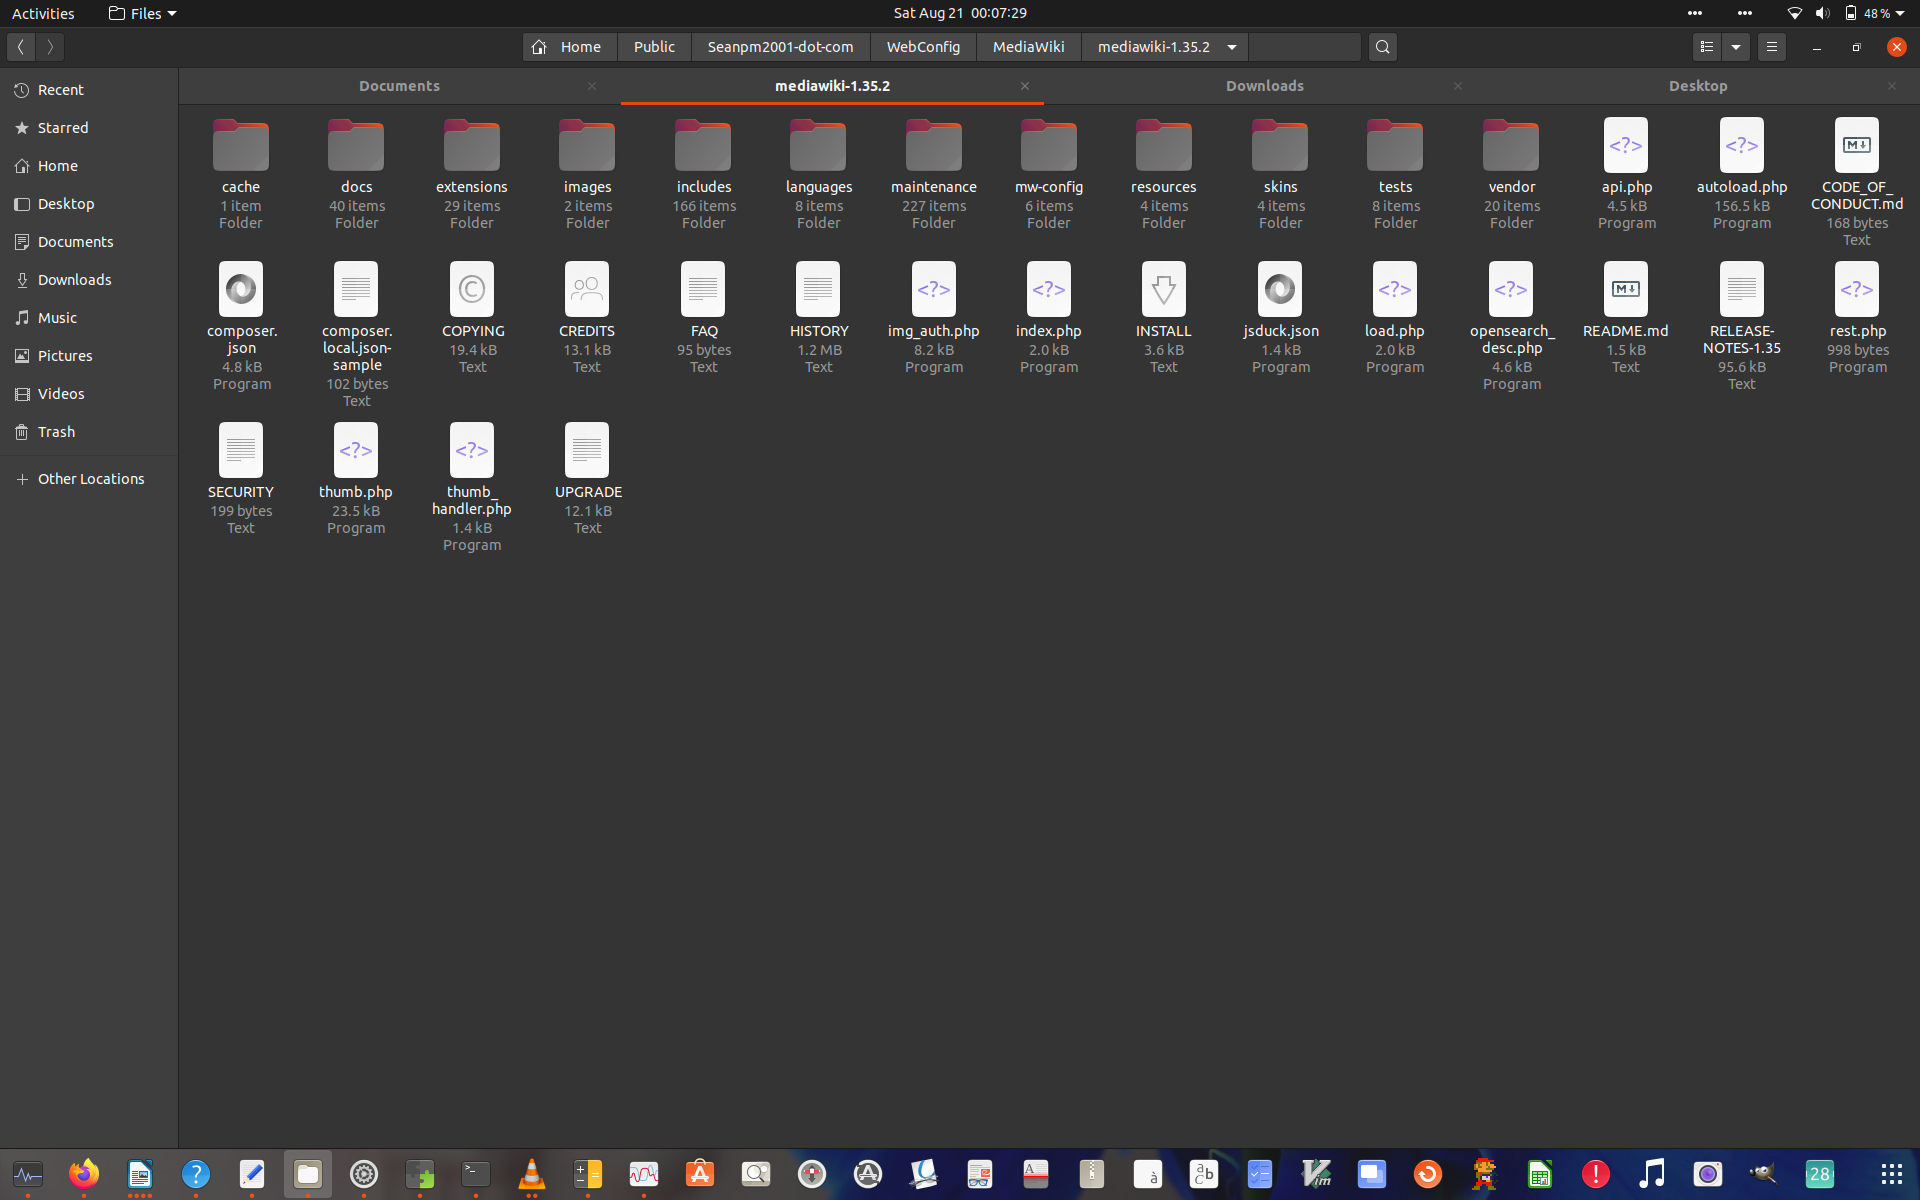 Activities Files Sat Aug 21 00:07:29 48 %
Home Public Seanpm2001-dot-com WebConfig MediaWiki mediawiki-1.35.2
Recent
Starred
Home
Desktop
Documents
Downloads
Music
Pictures
Videos
Trash
Other Locations
Documents mediawiki-1.35.2 Downloads Desktop
cache
1 item
Folder
docs
40 items
Folder
extensions
29 items
Folder
images
2 items
Folder
includes
166 items
Folder
languages
8 items
Folder
maintenance
227 items
Folder
mw-config
6 items
Folder
resources
4 items
Folder
skins
4 items
Folder
tests
8 items
Folder
vendor
20 items
Folder
<?>
api.php
4.5 kB
Program
<?>
autoload.php
156.5 kB
Program
M
CODE_OF_
CONDUCT.md
168 bytes
Text
composer.
json
4.8 kB
Program
composer.
local.json-
sample
102 bytes
Text
COPYING
19.4 kB
Text
CREDITS
13.1 kB
Text
FAQ
95 bytes
Text
HISTORY
1.2 MB
Text
<?>
img_auth.php
8.2 kB
Program
<?>
index.php
2.0 kB
Program
INSTALL
3.6 kB
Text
jsduck.json
1.4 kB
Program
<?>
load.php
2.0 kB
Program
<?>
opensearch_
desc.php
4.6 kB
Program
M
README.md
1.5 kB
Text
RELEASE-
NOTES-1.35
95.6 kB
Text
<?>
rest.php
998 bytes
Program
SECURITY
199 bytes
Text
<?>
thumb.php
23.5 kB
Program
<?>
thumb_
handler.php
1.4 kB
Program
UPGRADE
12.1 kB
Text
? >_ A A à abc Vim ! 28